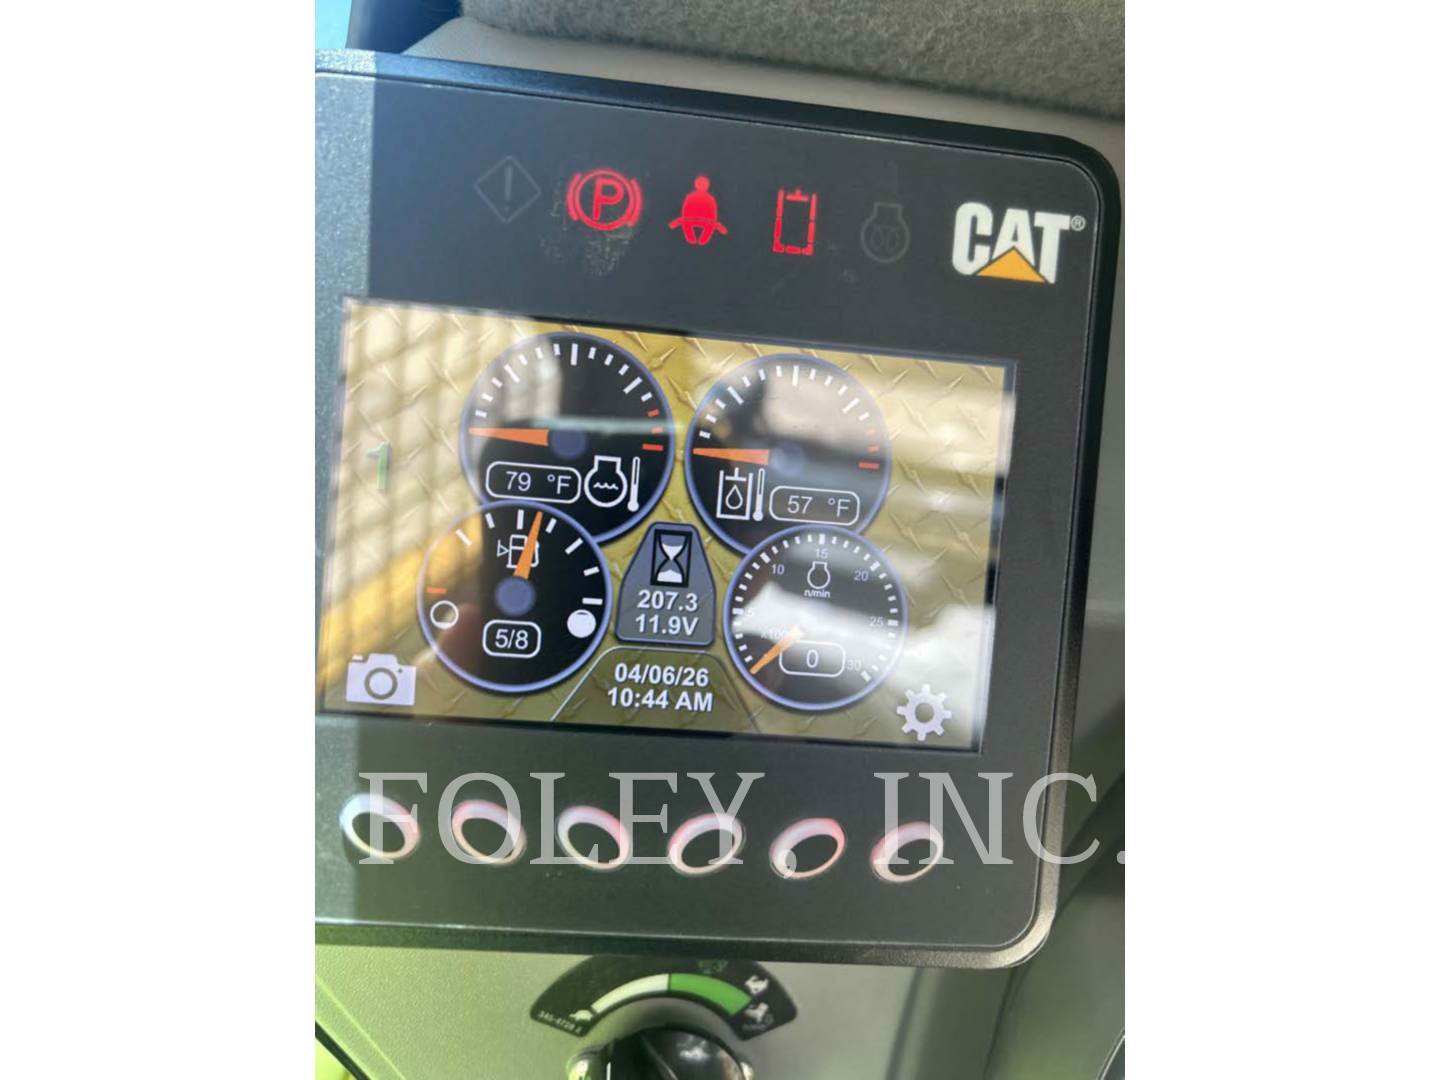 P
CAT®
1
79 °F
57 °F
5/8
207.3
11.9V
5
10
15
20
25
30
n/min
x100
0
04/06/26
10:44 AM
FOLEY, INC.